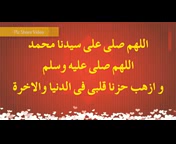 اللهم صلى على سيدنا محمد
اللهم صلى عليه وسلم
و ازهب حزنا قلبى فى الدنيا والاخرة